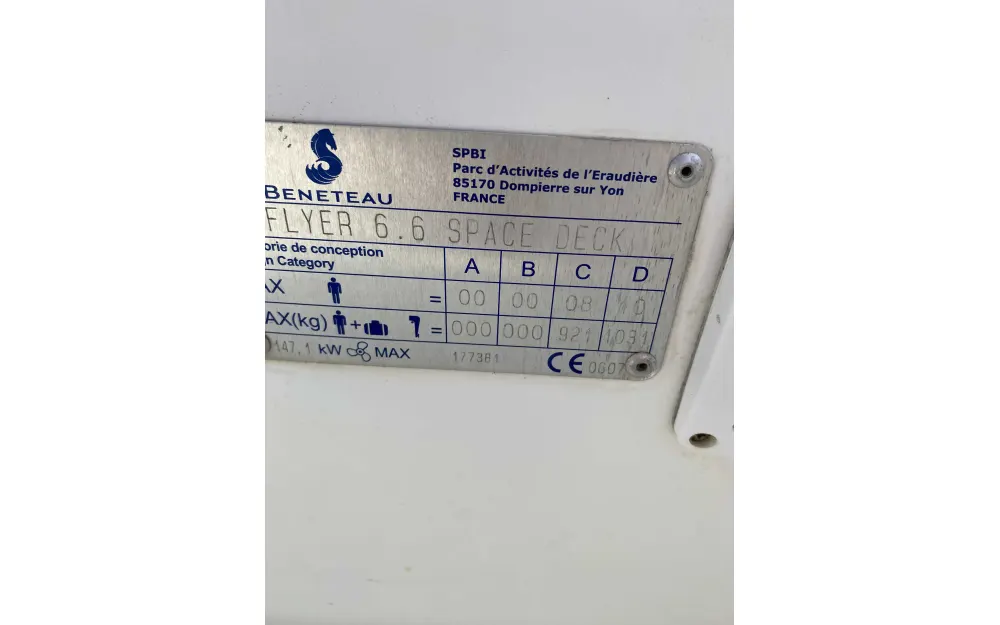 SPBI
Parc d'Activités de l'Eraudière
85170 Dompierre sur Yon
FRANCE
BENETEAU
FLYER 6.6 SPACE DECK
orie de conception
n Category
A B C D
AX = 00 00 08 10
AX(kg) + = 000 000 921 1031
147,1 kW MAX 177381 CE 0607